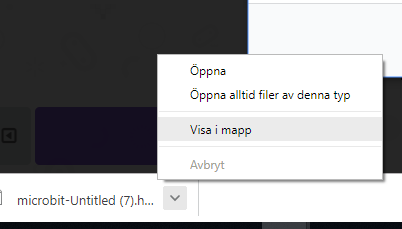 Öppna
Öppna alltid filer av denna typ
Visa i mapp
Avbryt
microbit-Untitled (7).h...